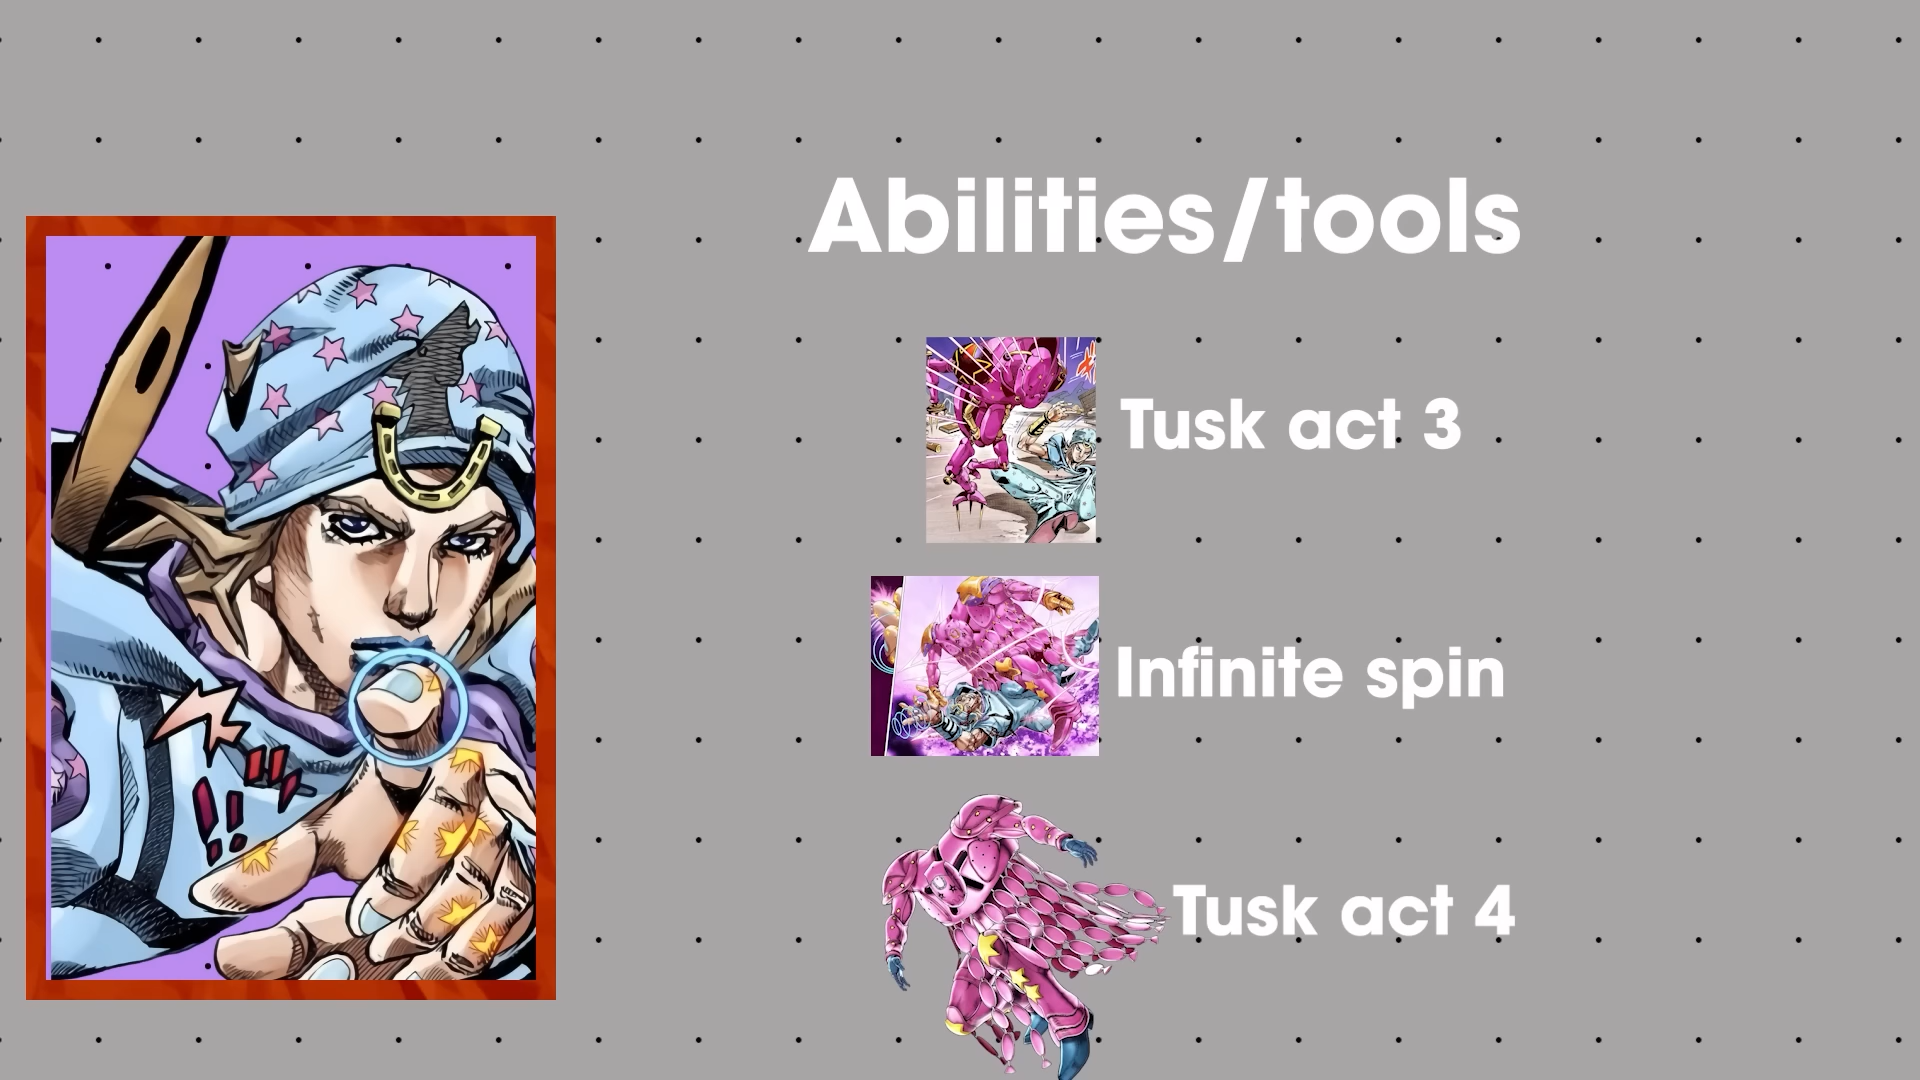 Abilities/tools
Tusk act 3
Infinite spin
Tusk act 4